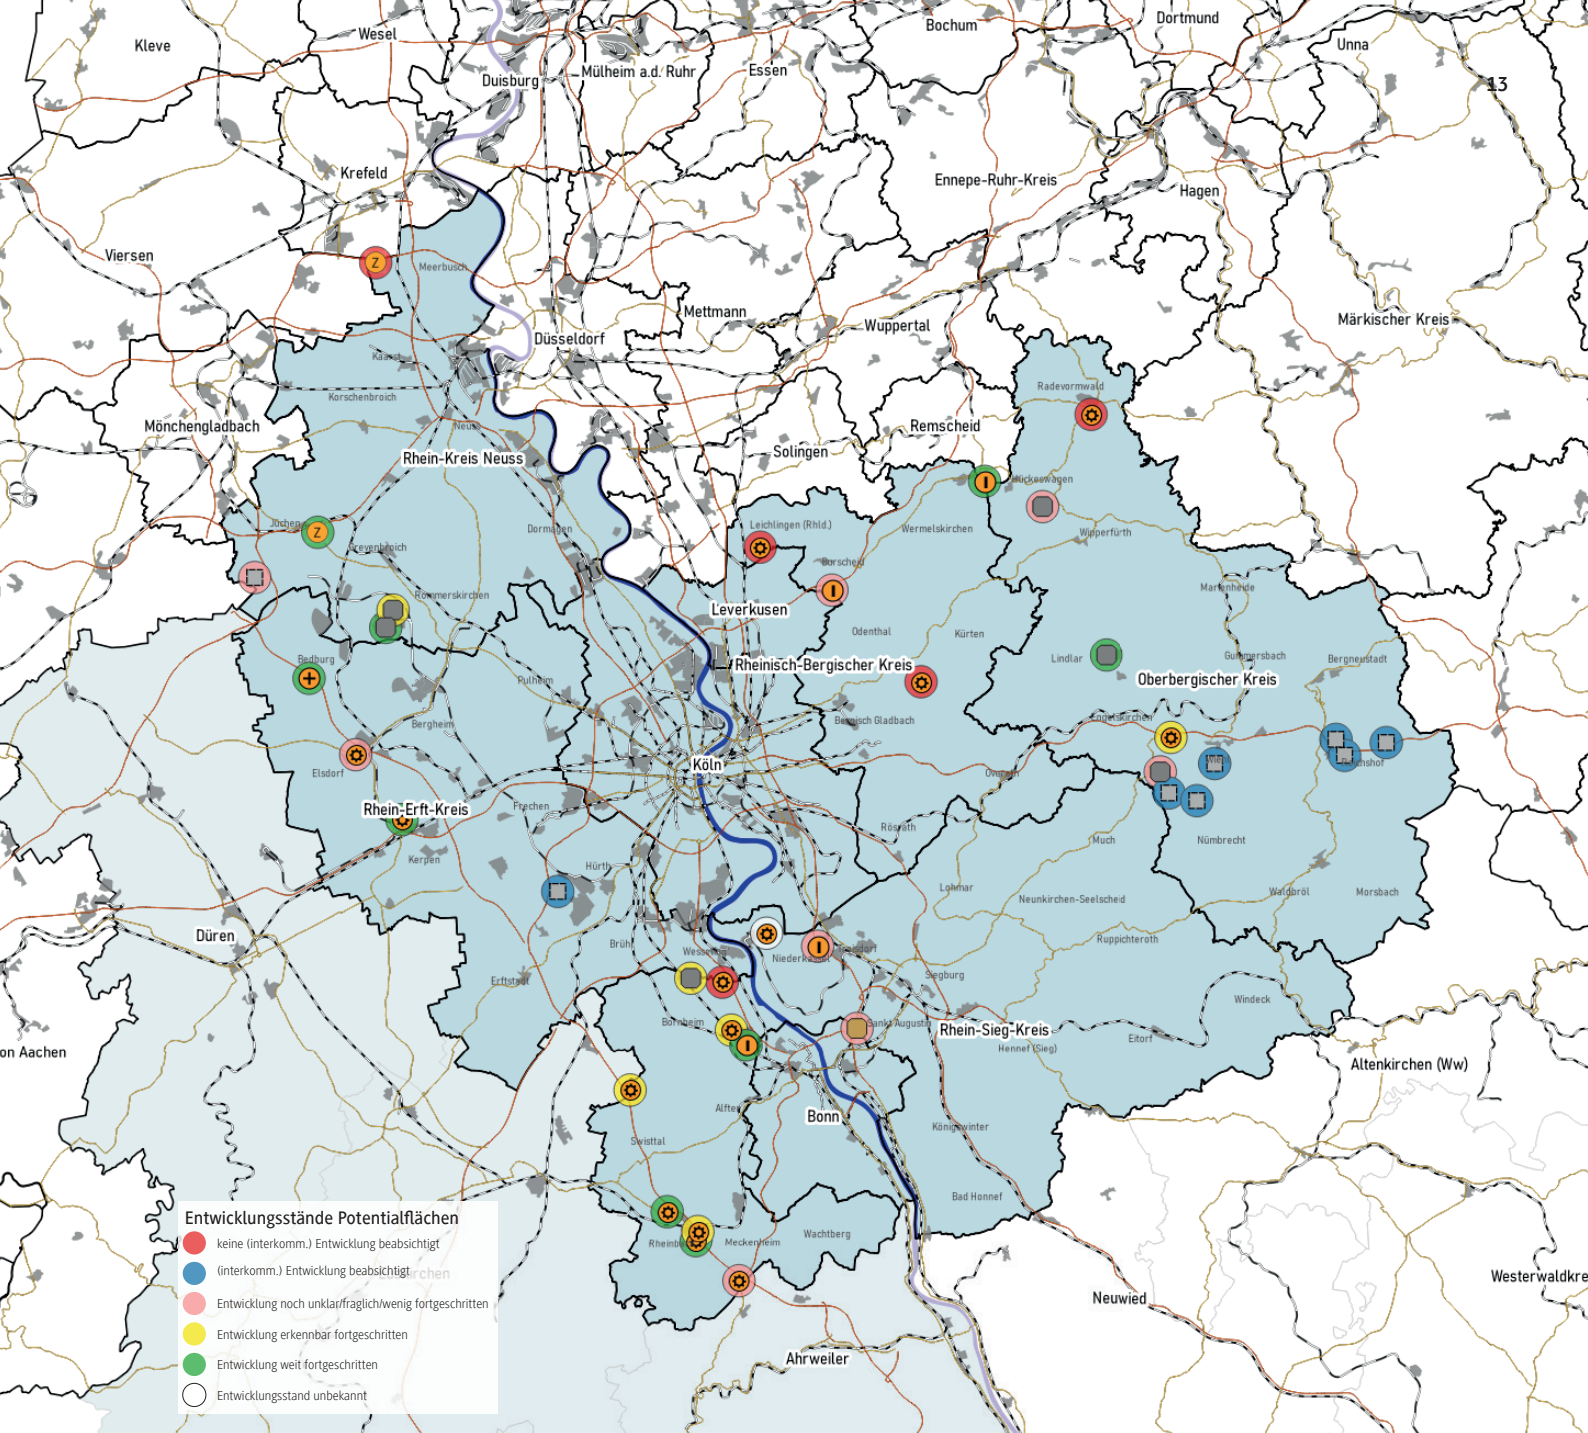 Kleve
Wesel
Bochum
Dortmund
Unna
Duisburg
Mülheim a.d. Ruhr
Essen
13
Krefeld
Ennepe-Ruhr-Kreis
Hagen
Viersen
Z
Meerbusch
Mettmann
Düsseldorf
Wuppertal
Märkischer Kreis
Kaarst
Korschenbroich
Radevormwald
Mönchengladbach
Neuss
Remscheid
Rhein-Kreis Neuss
Solingen
Hückeswagen
Jüchen
Z
Grevenbroich
Dormagen
Leichlingen (Rhld.)
Wermelskirchen
Wipperfürth
Burscheid
Rommerskirchen
Leverkusen
Marienheide
Odenthal
Kürten
Bedburg
Pulheim
Rheinisch-Bergischer Kreis
Lindlar
Gummersbach
Bergneustadt
Oberbergischer Kreis
Bergheim
Bergisch Gladbach
Engelskirchen
Elsdorf
Köln
Overath
Wiehl
Reichshof
Rhein-Erft-Kreis
Frechen
Rösrath
Much
Nümbrecht
Kerpen
Hürth
Lohmar
Neunkirchen-Seelscheid
Waldbröl
Morsbach
Düren
Brühl
Wesseling
Niederkassel
Troisdorf
Ruppichteroth
Erftstadt
Siegburg
Windeck
Bornheim
Sankt Augustin
Rhein-Sieg-Kreis
Hennef (Sieg)
Eitorf
on Aachen
Altenkirchen (Ww)
Alfter
Bonn
Swisttal
Königswinter
Bad Honnef
Rheinbach
Meckenheim
Wachtberg
Entwicklungsstände Potentialflächen
keine (interkomm.) Entwicklung beabsichtigt
(interkomm.) Entwicklung beabsichtigt
Entwicklung noch unklar/fraglich/wenig fortgeschritten
Entwicklung erkennbar fortgeschritten
Entwicklung weit fortgeschritten
Entwicklungsstand unbekannt
Westerwaldkre
Neuwied
Ahrweiler